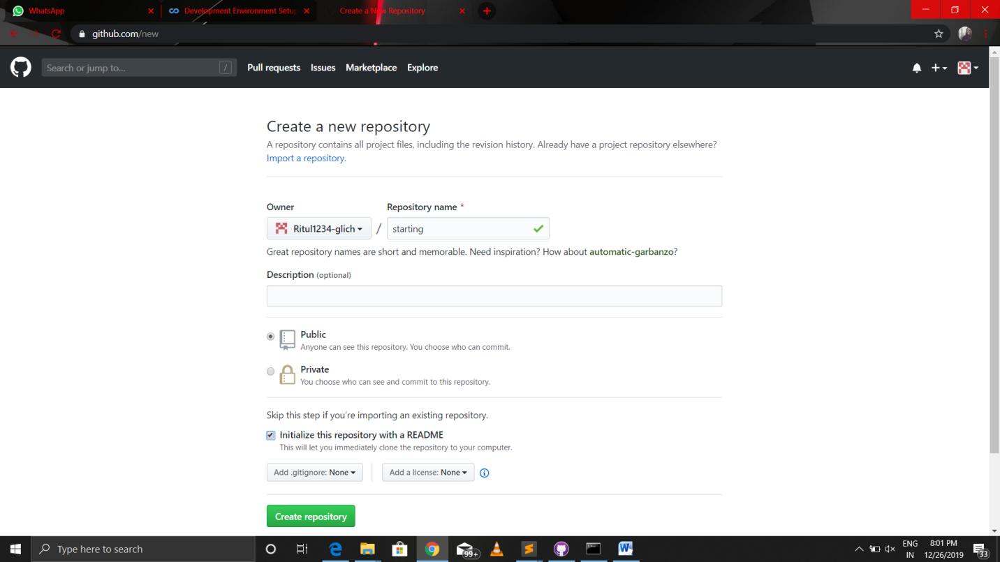 WhatsApp
Development Environment Setup
Create a New Repository
github.com/new
Search or jump to...
/
Pull requests Issues Marketplace Explore
Create a new repository
A repository contains all project files, including the revision history. Already have a project repository elsewhere?
Import a repository.
Owner Repository name *
Ritul1234-glich / starting
Great repository names are short and memorable. Need inspiration? How about automatic-garbanzo?
Description (optional)
Public
Anyone can see this repository. You choose who can commit.
Private
You choose who can see and commit to this repository.
Skip this step if you're importing an existing repository.
Initialize this repository with a README
This will let you immediately clone the repository to your computer.
Add .gitignore: None Add a license: None
Create repository
Type here to search
99+
ENG
IN
8:01 PM
12/26/2019
33